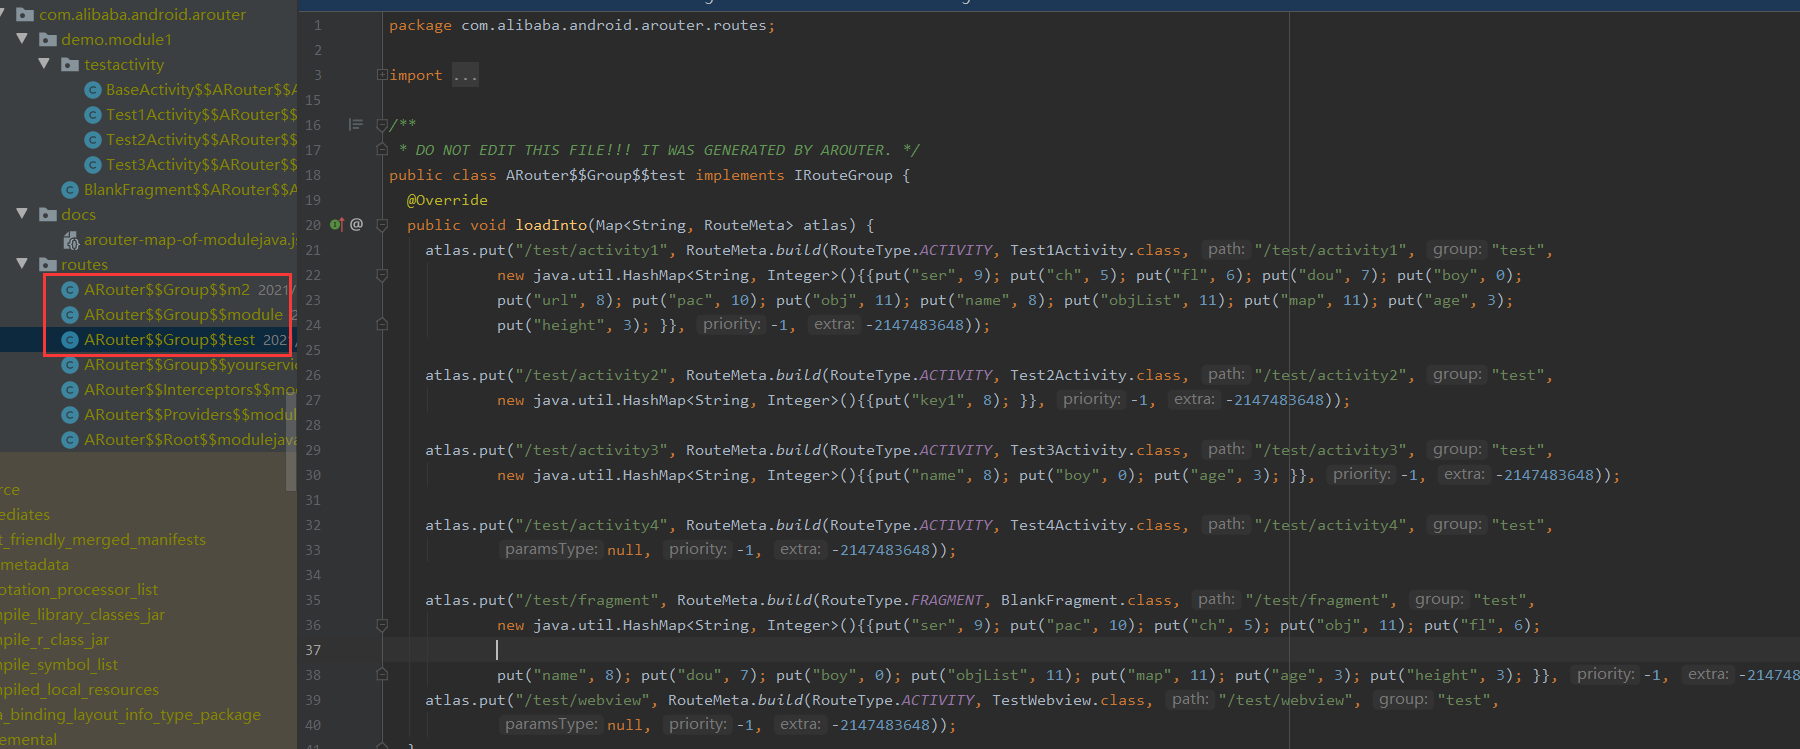 com.alibaba.android.arouter
demo.module1
testactivity
BaseActivity$$ARouter$$A
Test1Activity$$ARouter$$
Test2Activity$$ARouter$$
Test3Activity$$ARouter$$
BlankFragment$$ARouter$$A
docs
arouter-map-of-modulejava.js
routes
ARouter$$Group$$m2 2021/
ARouter$$Group$$module 2
ARouter$$Group$$test 2021/
ARouter$$Group$$yourservic
ARouter$$Interceptors$$mod
ARouter$$Providers$$modul
ARouter$$Root$$modulejava
rce
ediates
t_friendly_merged_manifests
metadata
otation_processor_list
pile_library_classes_jar
pile_r_class_jar
pile_symbol_list
piled_local_resources
a_binding_layout_info_type_package
emental
1 package com.alibaba.android.arouter.routes;
2
3 import ...
15
16 /**
17 * DO NOT EDIT THIS FILE!!! IT WAS GENERATED BY AROUTER. */
18 public class ARouter$$Group$$test implements IRouteGroup {
19 @Override
20 @ public void loadInto(Map<String, RouteMeta> atlas) {
21 atlas.put("/test/activity1", RouteMeta.build(RouteType.ACTIVITY, Test1Activity.class, path: "/test/activity1", group: "test",
22 new java.util.HashMap<String, Integer>(){{put("ser", 9); put("ch", 5); put("fl", 6); put("dou", 7); put("boy", 0);
23 put("url", 8); put("pac", 10); put("obj", 11); put("name", 8); put("objList", 11); put("map", 11); put("age", 3);
24 put("height", 3); }}, priority: -1, extra: -2147483648));
25
26 atlas.put("/test/activity2", RouteMeta.build(RouteType.ACTIVITY, Test2Activity.class, path: "/test/activity2", group: "test",
27 new java.util.HashMap<String, Integer>(){{put("key1", 8); }}, priority: -1, extra: -2147483648));
28
29 atlas.put("/test/activity3", RouteMeta.build(RouteType.ACTIVITY, Test3Activity.class, path: "/test/activity3", group: "test",
30 new java.util.HashMap<String, Integer>(){{put("name", 8); put("boy", 0); put("age", 3); }}, priority: -1, extra: -2147483648));
31
32 atlas.put("/test/activity4", RouteMeta.build(RouteType.ACTIVITY, Test4Activity.class, path: "/test/activity4", group: "test",
33 paramsType: null, priority: -1, extra: -2147483648));
34
35 atlas.put("/test/fragment", RouteMeta.build(RouteType.FRAGMENT, BlankFragment.class, path: "/test/fragment", group: "test",
36 new java.util.HashMap<String, Integer>(){{put("ser", 9); put("pac", 10); put("ch", 5); put("obj", 11); put("fl", 6);
37
38 put("name", 8); put("dou", 7); put("boy", 0); put("objList", 11); put("map", 11); put("age", 3); put("height", 3); }}, priority: -1, extra: -214748
39 atlas.put("/test/webview", RouteMeta.build(RouteType.ACTIVITY, TestWebview.class, path: "/test/webview", group: "test",
40 paramsType: null, priority: -1, extra: -2147483648));